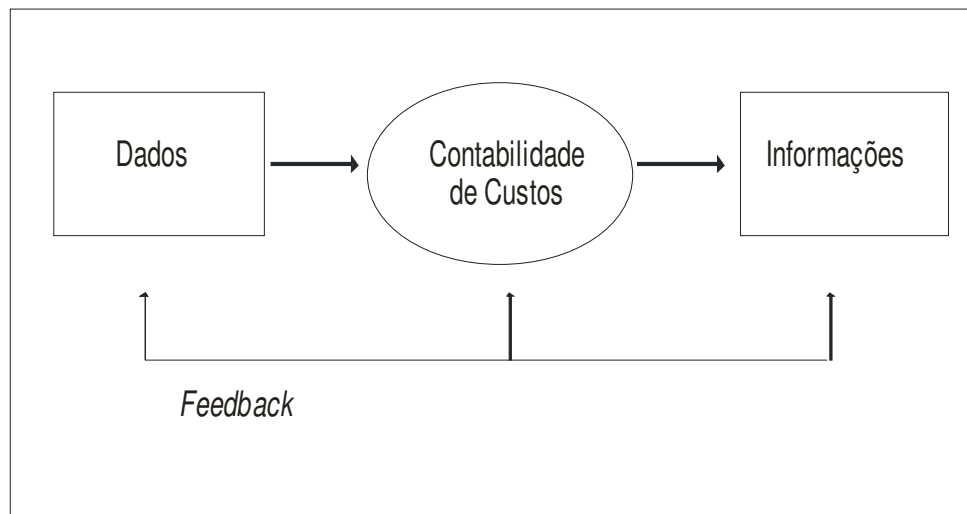 Dados
Contabilidade
de Custos
Informações
Feedback